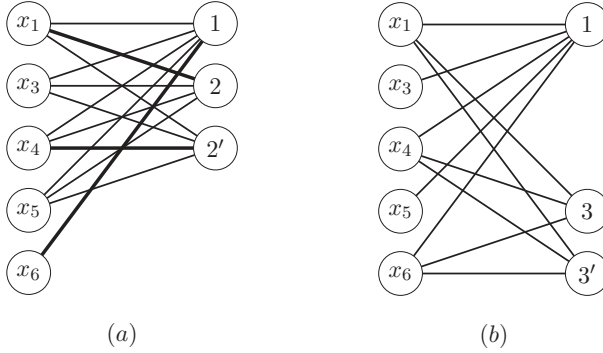 x₁ 1 x₁ 1
x₃ 2 x₃
x₄ 2′ x₄
x₅ x₅ 3
x₆ x₆ 3′
(a) (b)